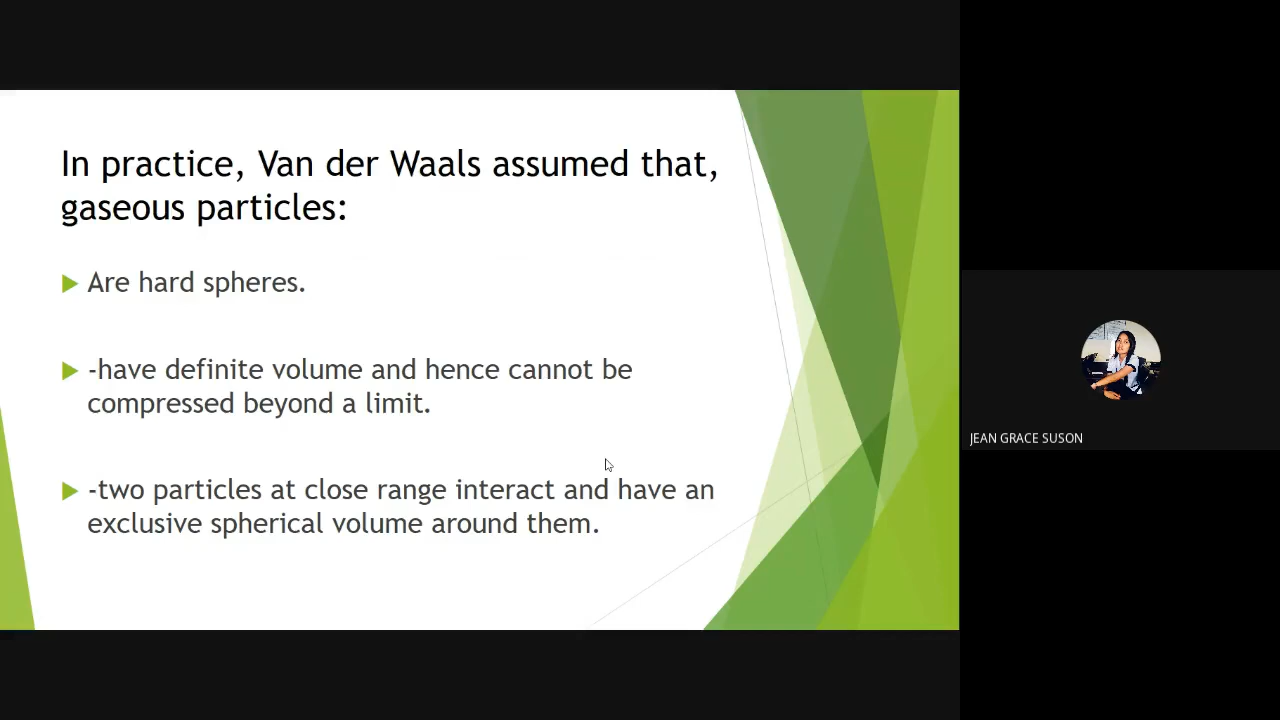 In practice, Van der Waals assumed that,
gaseous particles:
Are hard spheres.
-have definite volume and hence cannot be
compressed beyond a limit.
-two particles at close range interact and have an
exclusive spherical volume around them.
JEAN GRACE SUSON